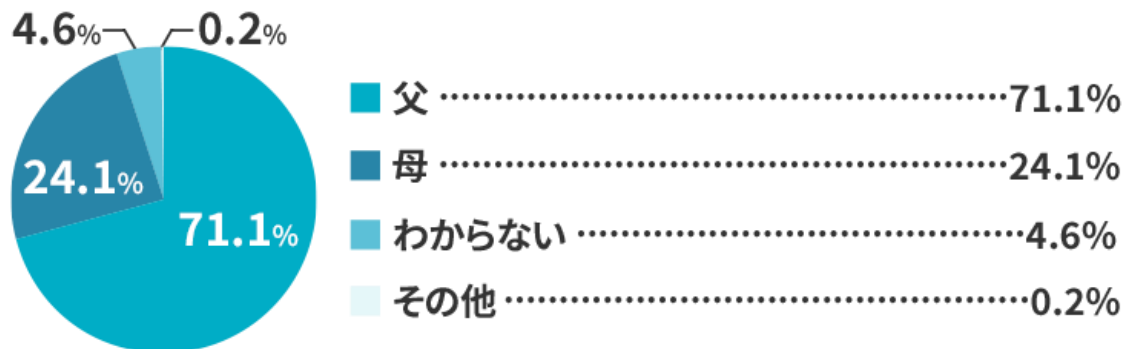 4.6% 0.2%
24.1%
71.1%
父 71.1%
母 24.1%
わからない 4.6%
その他 0.2%